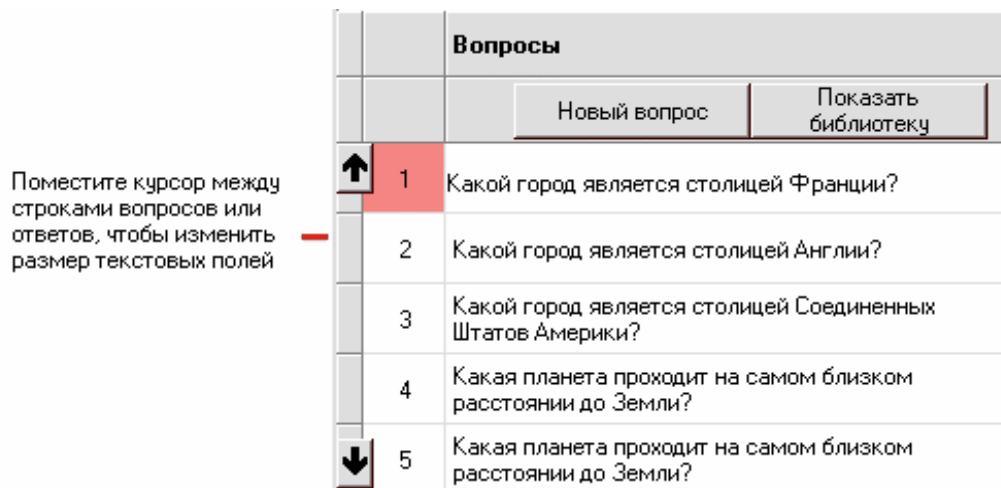 Вопросы
Новый вопрос
Показать
библиотеку
Поместите курсор между
строками вопросов или
ответов, чтобы изменить
размер текстовых полей
1 Какой город является столицей Франции?
2 Какой город является столицей Англии?
3 Какой город является столицей Соединенных
Штатов Америки?
4 Какая планета проходит на самом близком
расстоянии до Земли?
5 Какая планета проходит на самом близком
расстоянии до Земли?